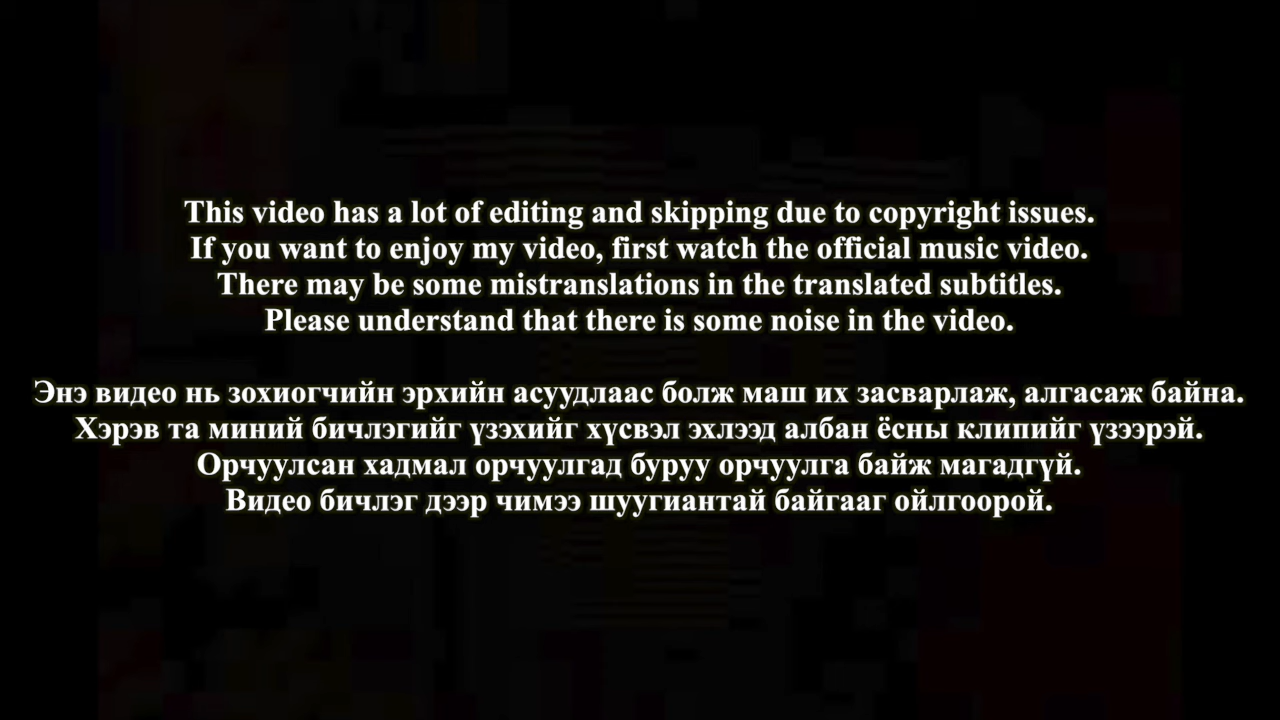 This video has a lot of editing and skipping due to copyright issues.
If you want to enjoy my video, first watch the official music video.
There may be some mistranslations in the translated subtitles.
Please understand that there is some noise in the video.
Энэ видео нь зохиогчийн эрхийн асуудлаас болж маш их засварлаж, алгасаж байна.
Хэрэв та миний бичлэгийг үзэхийг хүсвэл эхлээд албан ёсны клипийг үзээрэй.
Орчуулсан хадмал орчуулгад буруу орчуулга байж магадгүй.
Видео бичлэг дээр чимээ шуугиантай байгааг ойлгоорой.